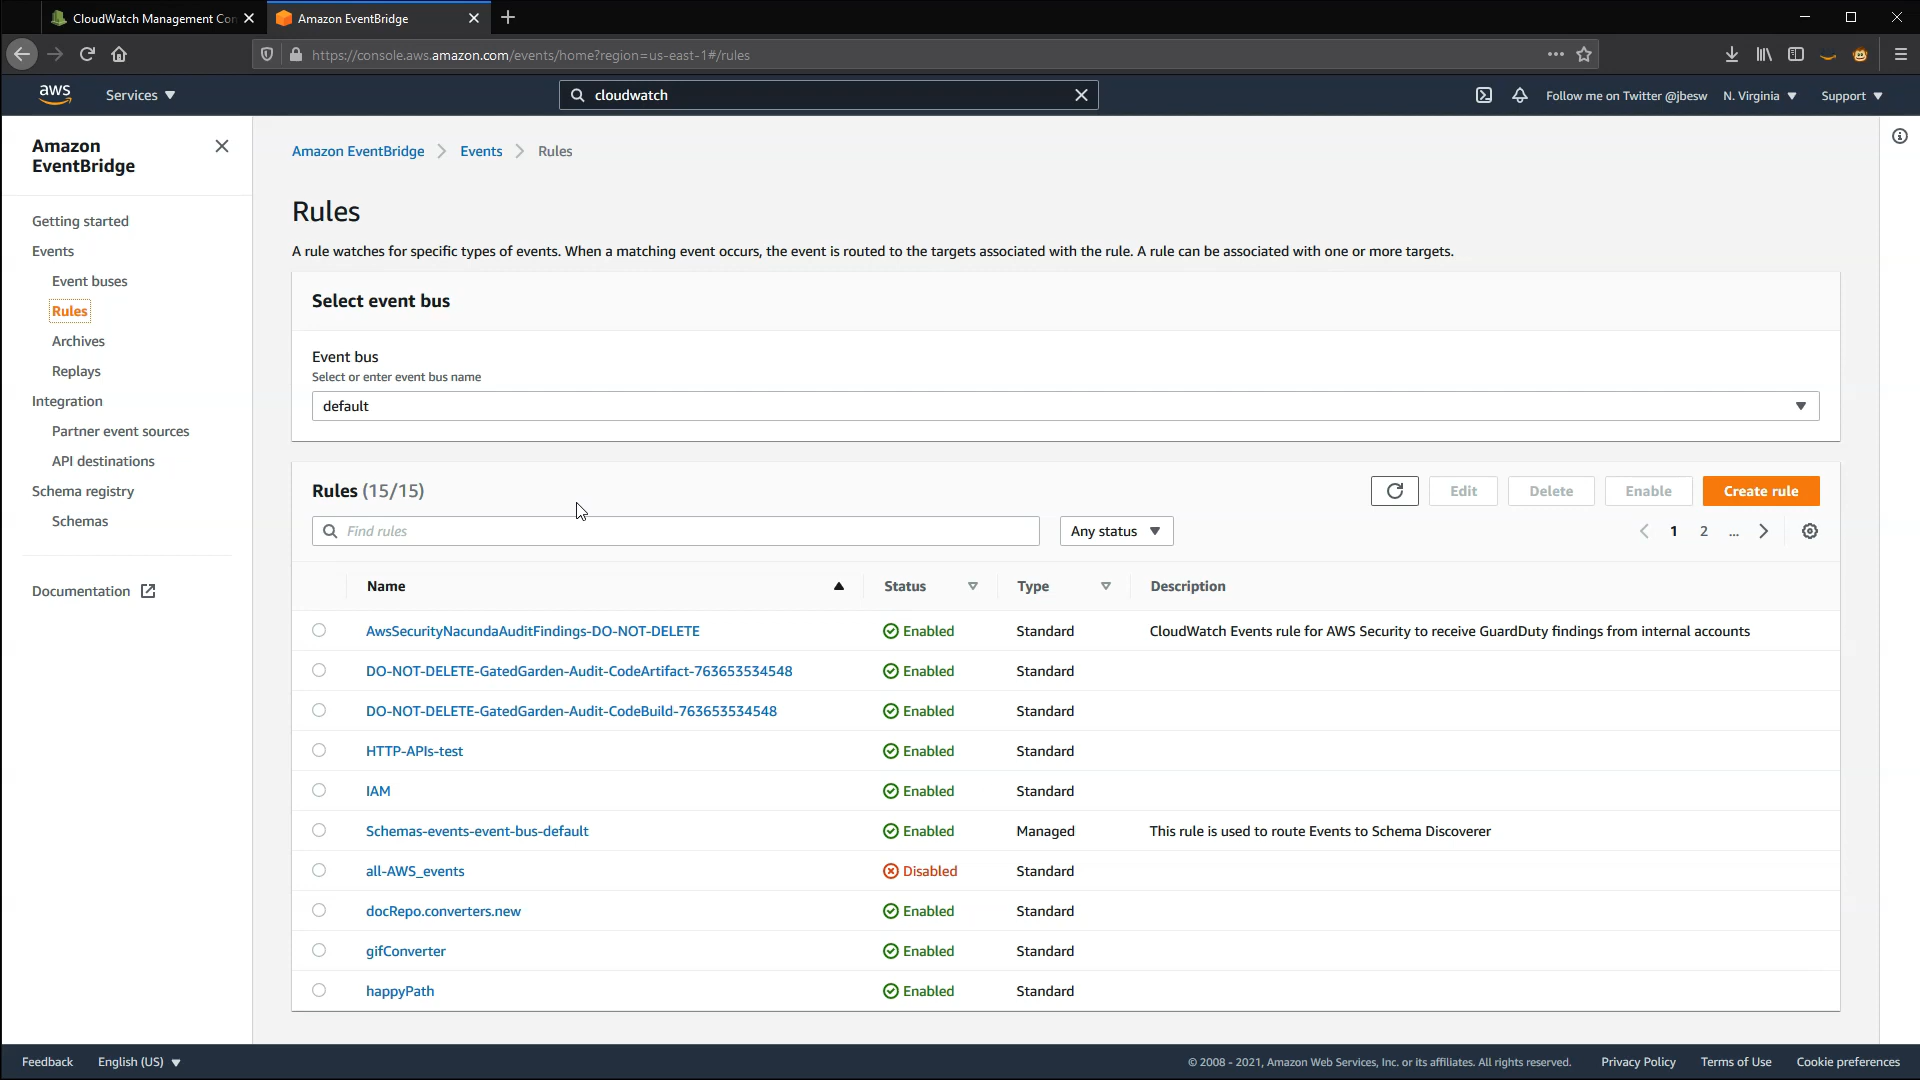 CloudWatch Management Con
Amazon EventBridge
https://console.aws.amazon.com/events/home?region=us-east-1#/rules
aws
Services
cloudwatch
Follow me on Twitter @jbesw
N. Virginia
Support
Amazon
EventBridge
Getting started
Events
Event buses
Rules
Archives
Replays
Integration
Partner event sources
API destinations
Schema registry
Schemas
Documentation
Amazon EventBridge
Events
Rules
Rules
A rule watches for specific types of events. When a matching event occurs, the event is routed to the targets associated with the rule. A rule can be associated with one or more targets.
Select event bus
Event bus
Select or enter event bus name
default
Rules (15/15)
Edit
Delete
Enable
Create rule
Find rules
Any status
1 2 ...
Name Status Type Description
AwsSecurityNacundaAuditFindings-DO-NOT-DELETE Enabled Standard CloudWatch Events rule for AWS Security to receive GuardDuty findings from internal accounts
DO-NOT-DELETE-GatedGarden-Audit-CodeArtifact-763653534548 Enabled Standard
DO-NOT-DELETE-GatedGarden-Audit-CodeBuild-763653534548 Enabled Standard
HTTP-APIs-test Enabled Standard
IAM Enabled Standard
Schemas-events-event-bus-default Enabled Managed This rule is used to route Events to Schema Discoverer
all-AWS_events Disabled Standard
docRepo.converters.new Enabled Standard
gifConverter Enabled Standard
happyPath Enabled Standard
Feedback
English (US)
© 2008 - 2021, Amazon Web Services, Inc. or its affiliates. All rights reserved.
Privacy Policy
Terms of Use
Cookie preferences